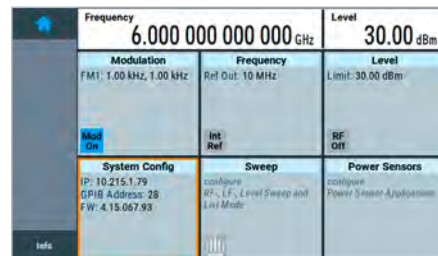 Frequency
6.000 000 000 000 GHz
Level
30.00 dBm
Modulation
FM1: 1.00 kHz, 1.00 kHz
Mod
On
Frequency
Ref Out: 10 MHz
Int
Ref
Level
Limit: 30.00 dBm
RF
Off
System Config
IP: 10.215.1.79
GPIB Address: 28
FW: 4.15.067.93
Sweep
configure
RF-, LF-, Level Sweep and
List Mode
Power Sensors
configure
Power Sensor Applications
Info